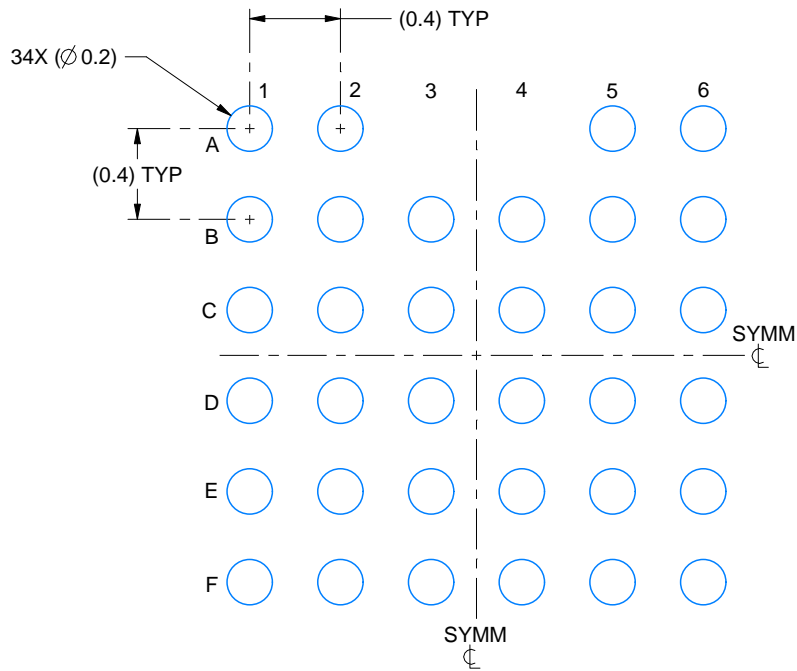 (0.4) TYP
34X (∅ 0.2)
1 2 3 4 5 6
A
(0.4) TYP
B
C
SYMM
℄
D
E
F
SYMM
℄